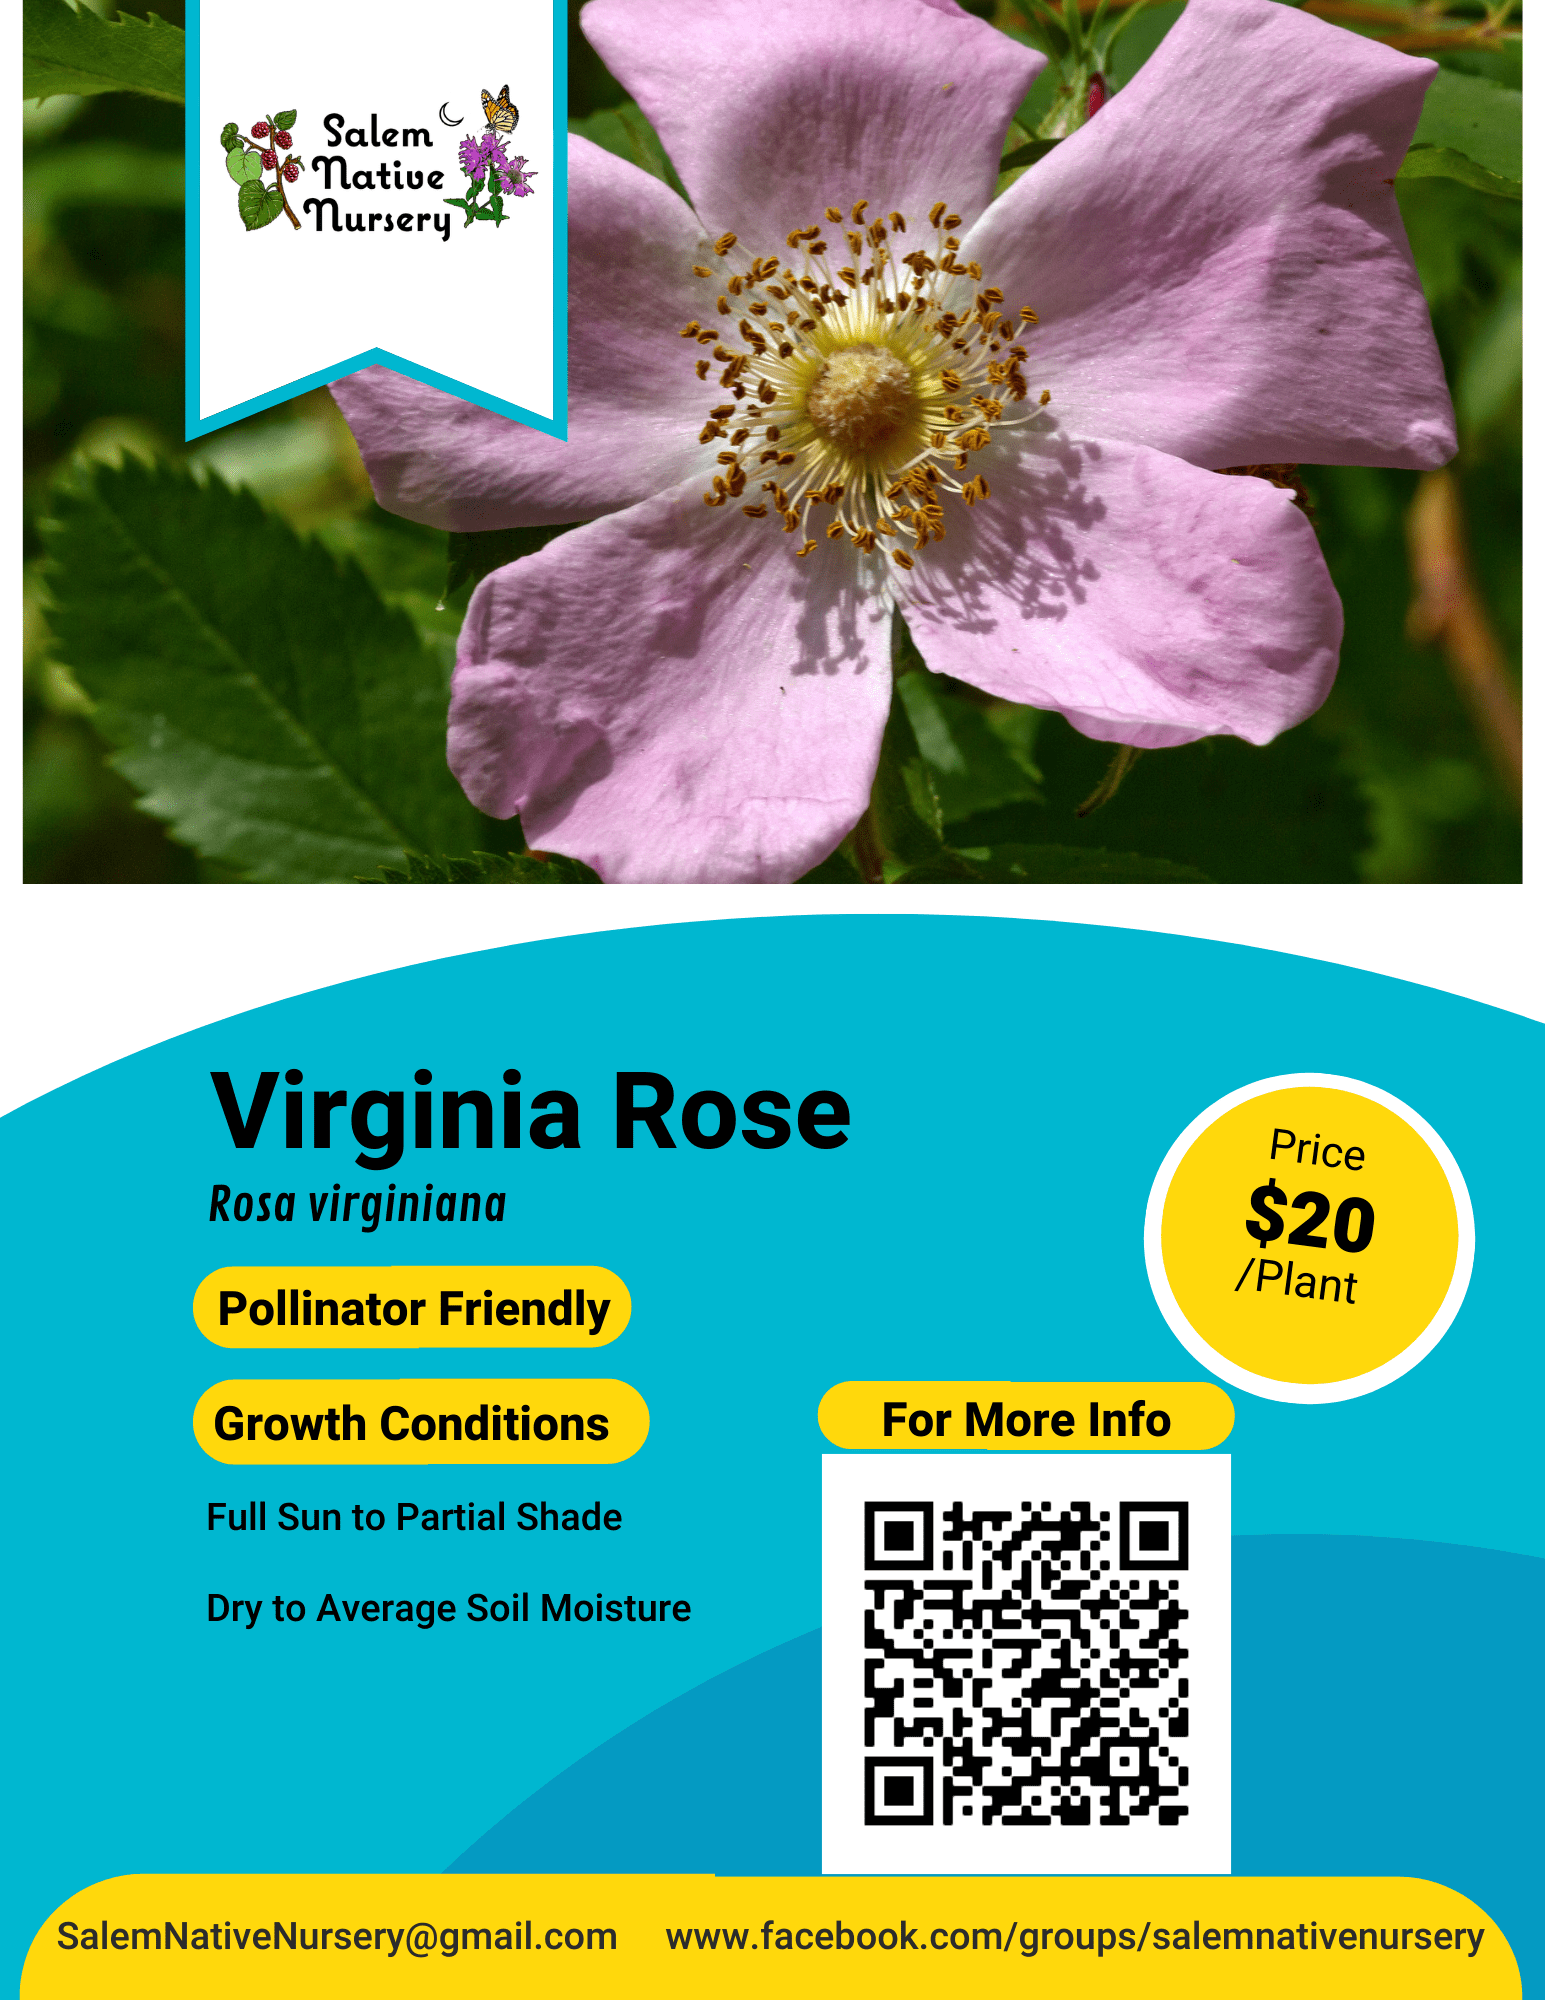 Salem
Native
Nursery
Virginia Rose
Rosa virginiana
Price
$20
/Plant
Pollinator Friendly
Growth Conditions
For More Info
Full Sun to Partial Shade
Dry to Average Soil Moisture
SalemNativeNursery@gmail.com
www.facebook.com/groups/salemnativenursery